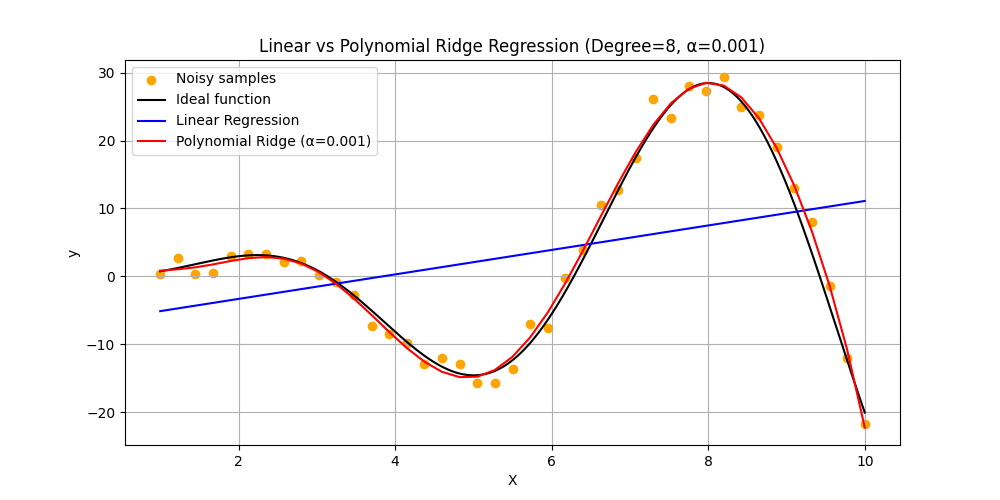 Linear vs Polynomial Ridge Regression (Degree=8, α=0.001)
Noisy samples
Ideal function
Linear Regression
Polynomial Ridge (α=0.001)
30
20
10
0
−10
−20
y
2
4
6
8
10
X